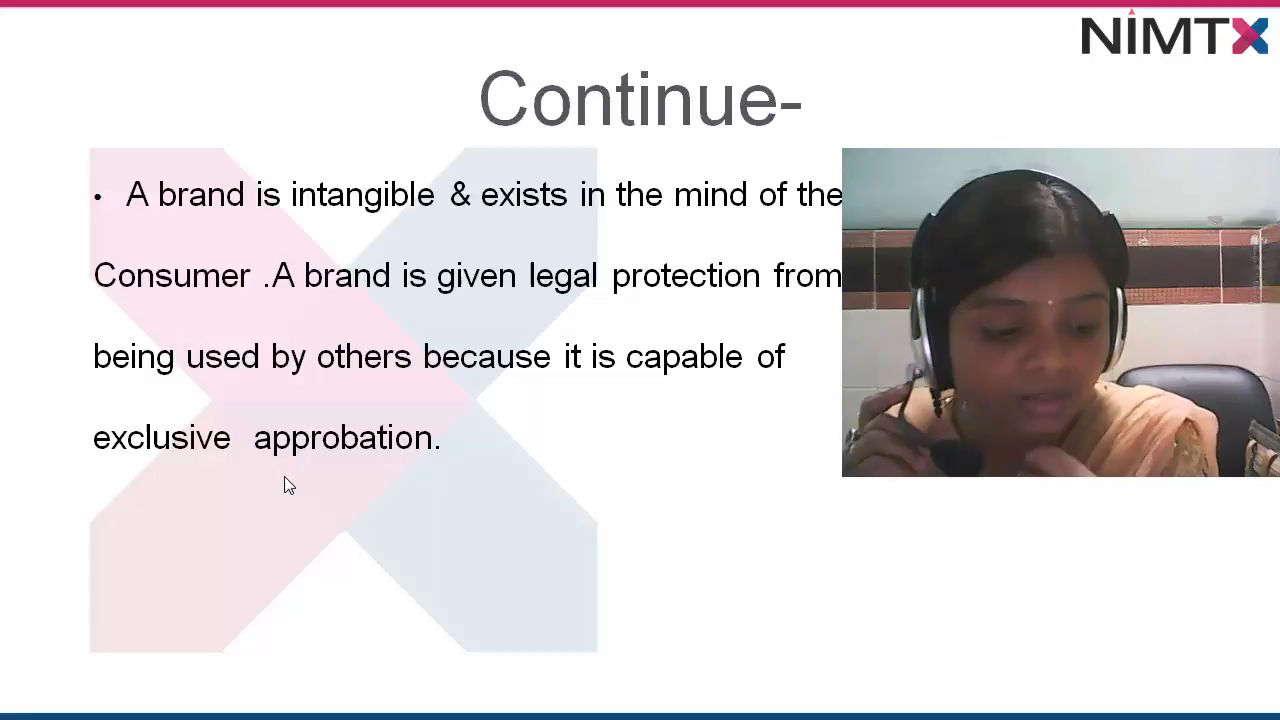 NIMTX
Continue-
• A brand is intangible & exists in the mind of the
Consumer .A brand is given legal protection from
being used by others because it is capable of
exclusive approbation.